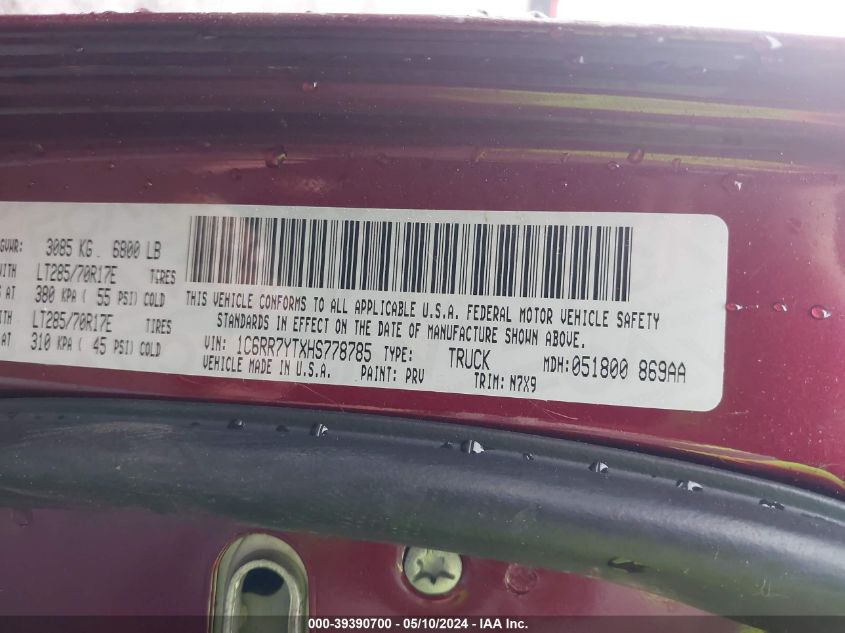 GVWR: 3085 KG . 6800 LB
WITH LT285/70R17E TIRES
AT 380 KPA ( 55 PSI) COLD
WITH LT285/70R17E TIRES
AT 310 KPA ( 45 PSI) COLD
THIS VEHICLE CONFORMS TO ALL APPLICABLE U.S.A. FEDERAL MOTOR VEHICLE SAFETY
STANDARDS IN EFFECT ON THE DATE OF MANUFACTURE SHOWN ABOVE.
VIN: 1C6RR7YTXHS778785 TYPE: TRUCK MDH:051800 869AA
VEHICLE MADE IN U.S.A. PAINT: PRV TRIM: N7X9
000-39390700 - 05/10/2024 - IAA Inc.